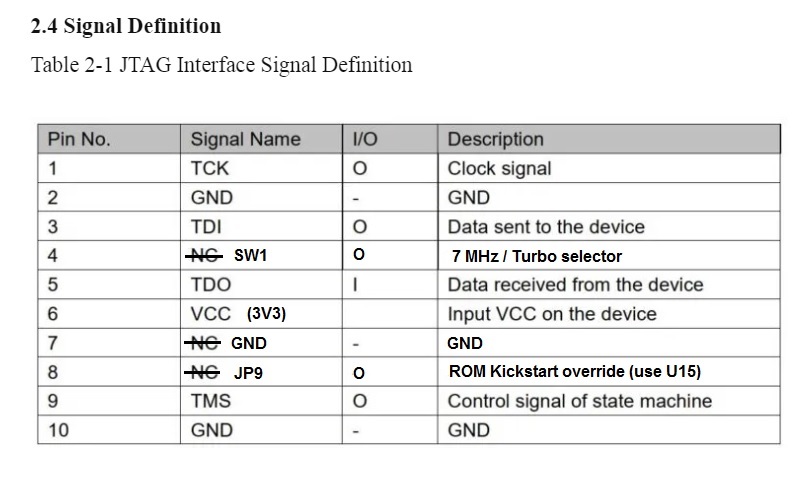 2.4 Signal Definition
Table 2-1 JTAG Interface Signal Definition
Pin No. Signal Name I/O Description
1 TCK O Clock signal
2 GND - GND
3 TDI O Data sent to the device
4 NC SW1 O 7 MHz / Turbo selector
5 TDO I Data received from the device
6 VCC (3V3) Input VCC on the device
7 NC GND - GND
8 NC JP9 O ROM Kickstart override (use U15)
9 TMS O Control signal of state machine
10 GND - GND